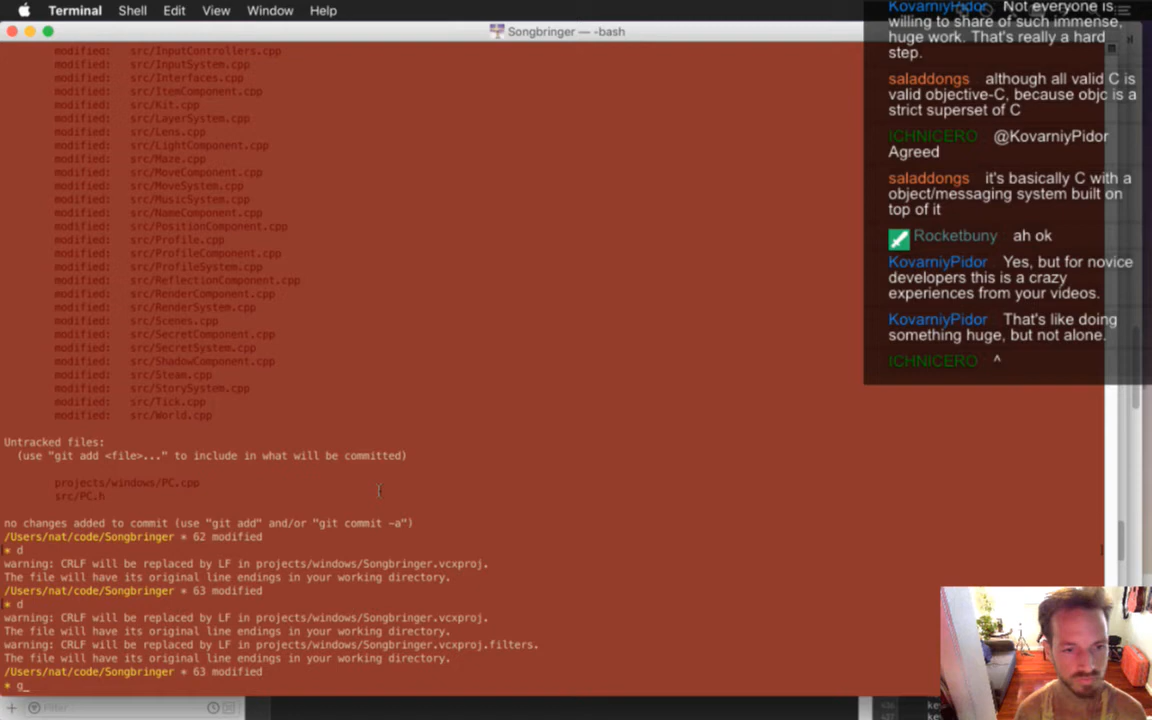 Terminal Shell Edit View Window Help
Songbringer — -bash
modified: src/InputControllers.cpp
modified: src/InputSystem.cpp
modified: src/Interfaces.cpp
modified: src/ItemComponent.cpp
modified: src/Kit.cpp
modified: src/LayerSystem.cpp
modified: src/Lens.cpp
modified: src/LightComponent.cpp
modified: src/Maze.cpp
modified: src/MoveComponent.cpp
modified: src/MoveSystem.cpp
modified: src/MusicSystem.cpp
modified: src/NameComponent.cpp
modified: src/PositionComponent.cpp
modified: src/Profile.cpp
modified: src/ProfileComponent.cpp
modified: src/ProfileSystem.cpp
modified: src/ReflectionComponent.cpp
modified: src/RenderComponent.cpp
modified: src/RenderSystem.cpp
modified: src/Scenes.cpp
modified: src/SecretComponent.cpp
modified: src/SecretSystem.cpp
modified: src/ShadowComponent.cpp
modified: src/Steam.cpp
modified: src/StorySystem.cpp
modified: src/Tick.cpp
modified: src/World.cpp
Untracked files:
(use "git add <file>..." to include in what will be committed)
projects/windows/PC.cpp
src/PC.h
no changes added to commit (use "git add" and/or "git commit -a")
/Users/nat/code/Songbringer * 62 modified
* d
warning: CRLF will be replaced by LF in projects/windows/Songbringer.vcxproj.
The file will have its original line endings in your working directory.
/Users/nat/code/Songbringer * 63 modified
* d
warning: CRLF will be replaced by LF in projects/windows/Songbringer.vcxproj.
The file will have its original line endings in your working directory.
warning: CRLF will be replaced by LF in projects/windows/Songbringer.vcxproj.filters.
The file will have its original line endings in your working directory.
/Users/nat/code/Songbringer * 63 modified
* g_
Filter
KovarniyPidor Not everyone is
willing to share of such immense,
huge work. That's really a hard
step.
saladdongs although all valid C is
valid objective-C, because objc is a
strict superset of C
ICHNICERO @KovarniyPidor
Agreed
saladdongs it's basically C with a
object/messaging system built on
top of it
Rocketbuny ah ok
KovarniyPidor Yes, but for novice
developers this is a crazy
experiences from your videos.
KovarniyPidor That's like doing
something huge, but not alone.
ICHNICERO ^
436 ke
437 ke